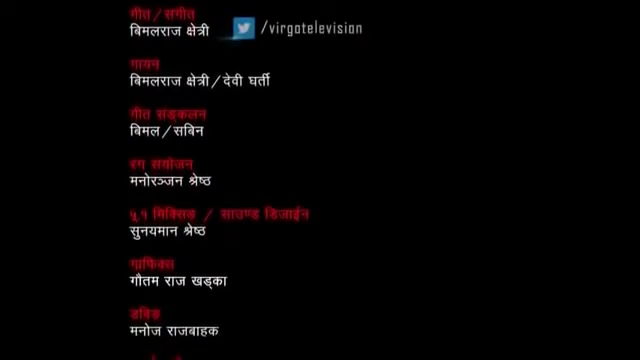 गीत/संगीत
बिमलराज क्षेत्री
/virgotelevision
गायन
बिमलराज क्षेत्री/देवी घर्ती
गीत सङ्कलन
बिमल/सबिन
रंग संयोजन
मनोरञ्जन श्रेष्ठ
५.१ मिक्सिङ / साउण्ड डिजाईन
सुनयमान श्रेष्ठ
ग्राफिक्स
गौतम राज खड्का
डबिङ
मनोज राजबाहक